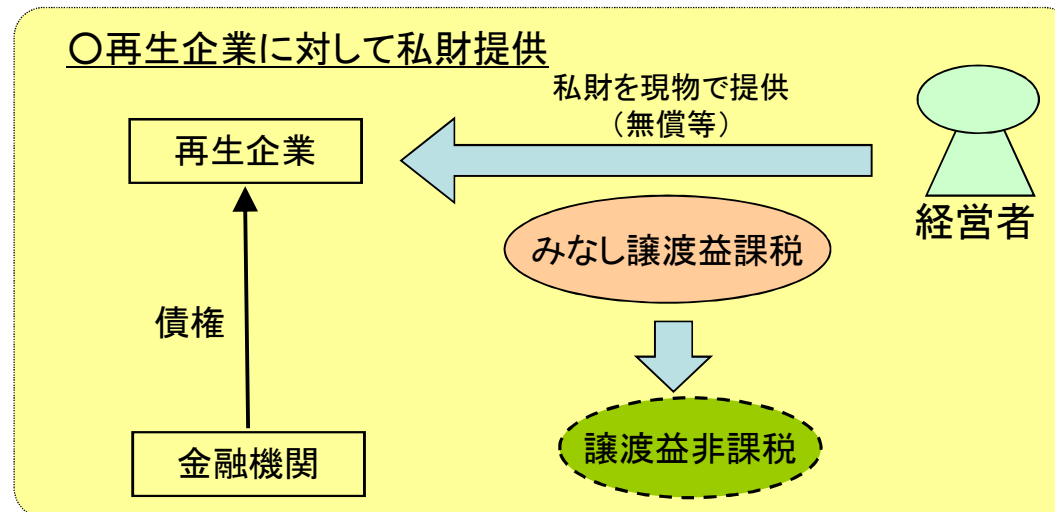 〇再生企業に対して私財提供
私財を現物で提供
（無償等）
再生企業
経営者
みなし譲渡益課税
債権
譲渡益非課税
金融機関